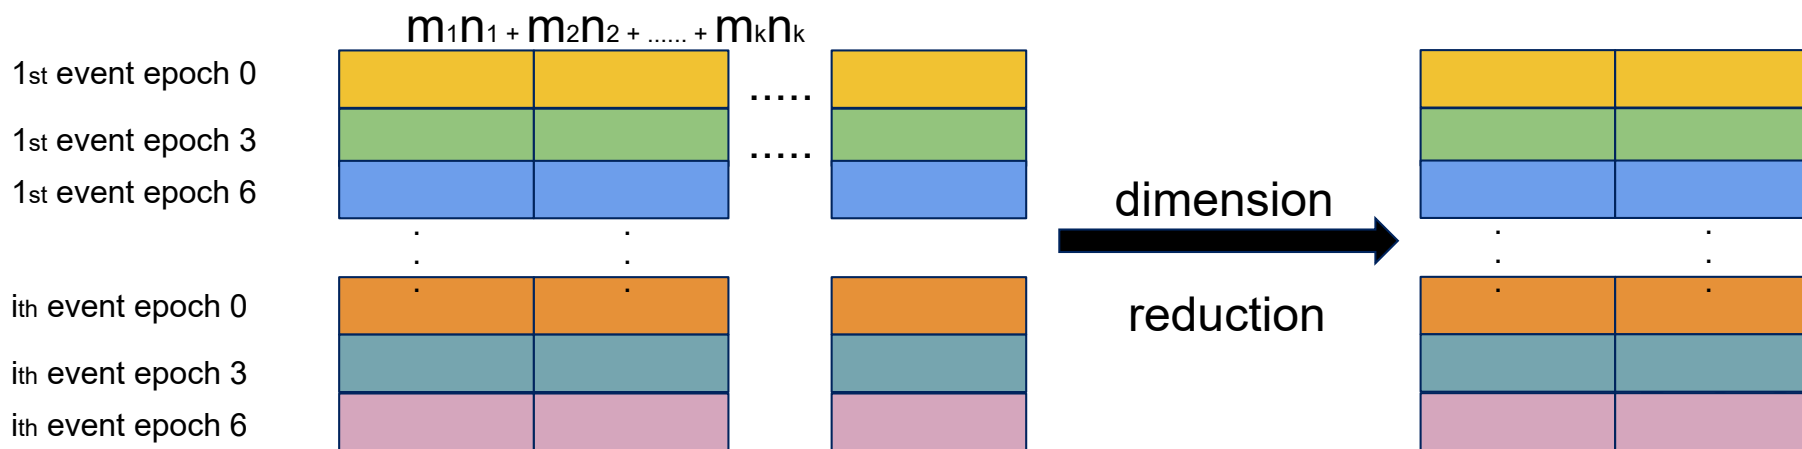 m1n1 + m2n2 + ...... + mknk
1st event epoch 0
.....
1st event epoch 3
.....
1st event epoch 6
dimension
reduction
ith event epoch 0
ith event epoch 3
ith event epoch 6